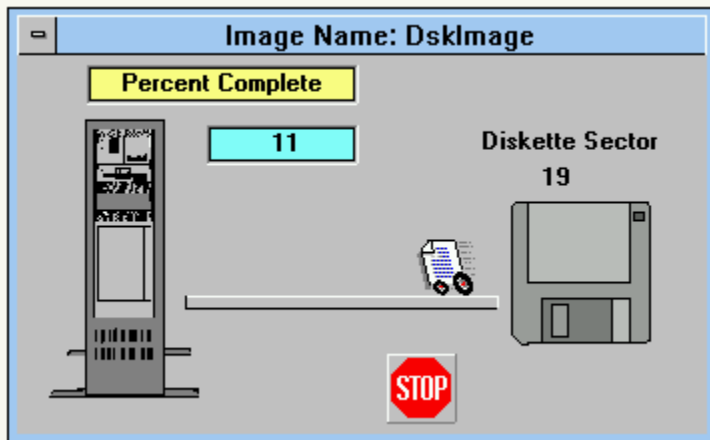 Image Name: DskImage
Percent Complete
11
Diskette Sector
19
STOP